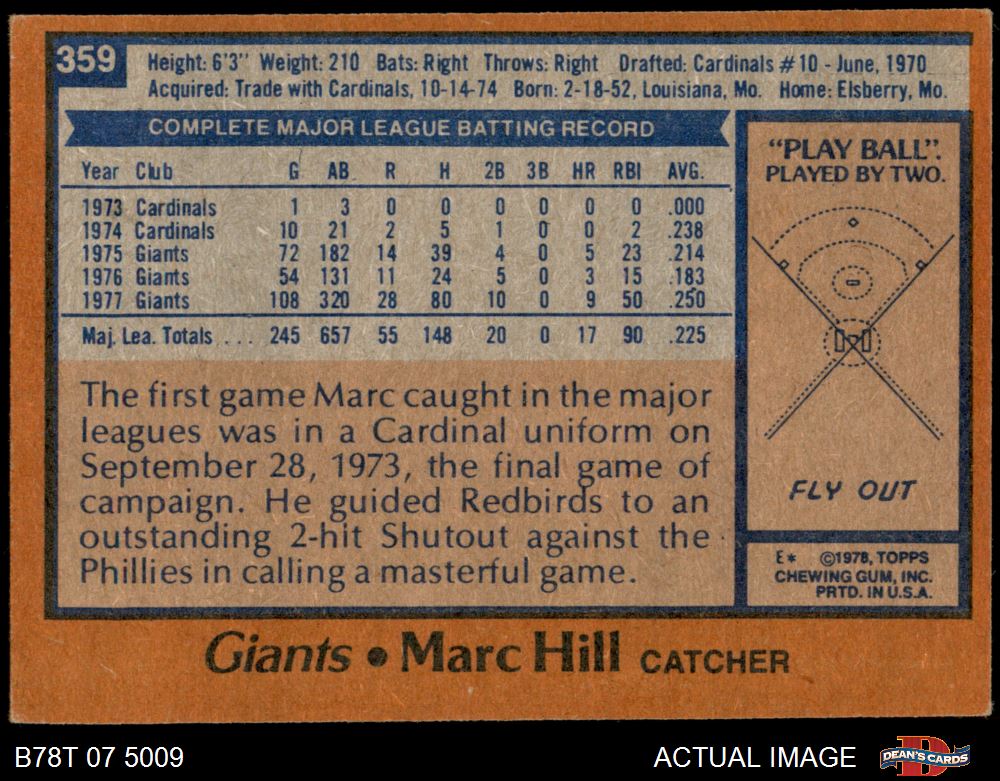 359
Height: 6'3" Weight: 210 Bats: Right Throws: Right Drafted: Cardinals #10 - June, 1970
Acquired: Trade with Cardinals, 10-14-74 Born: 2-18-52, Louisiana, Mo. Home: Elsberry, Mo.
COMPLETE MAJOR LEAGUE BATTING RECORD
Year Club G AB R H 2B 3B HR RBI AVG.
1973 Cardinals 1 3 0 0 0 0 0 0 .000
1974 Cardinals 10 21 2 5 1 0 0 2 .238
1975 Giants 72 182 14 39 4 0 5 23 .214
1976 Giants 54 131 11 24 5 0 3 15 .183
1977 Giants 108 320 28 80 10 0 9 50 .250
Maj. Lea. Totals . . . 245 657 55 148 20 0 17 90 .225
The first game Marc caught in the major
leagues was in a Cardinal uniform on
September 28, 1973, the final game of
campaign. He guided Redbirds to an
outstanding 2-hit Shutout against the
Phillies in calling a masterful game.
"PLAY BALL".
PLAYED BY TWO.
FLY OUT
E* ©1978, TOPPS
CHEWING GUM, INC.
PRTD. IN U.S.A.
Giants • Marc Hill CATCHER
B78T 07 5009
ACTUAL IMAGE
DEAN'S CARDS